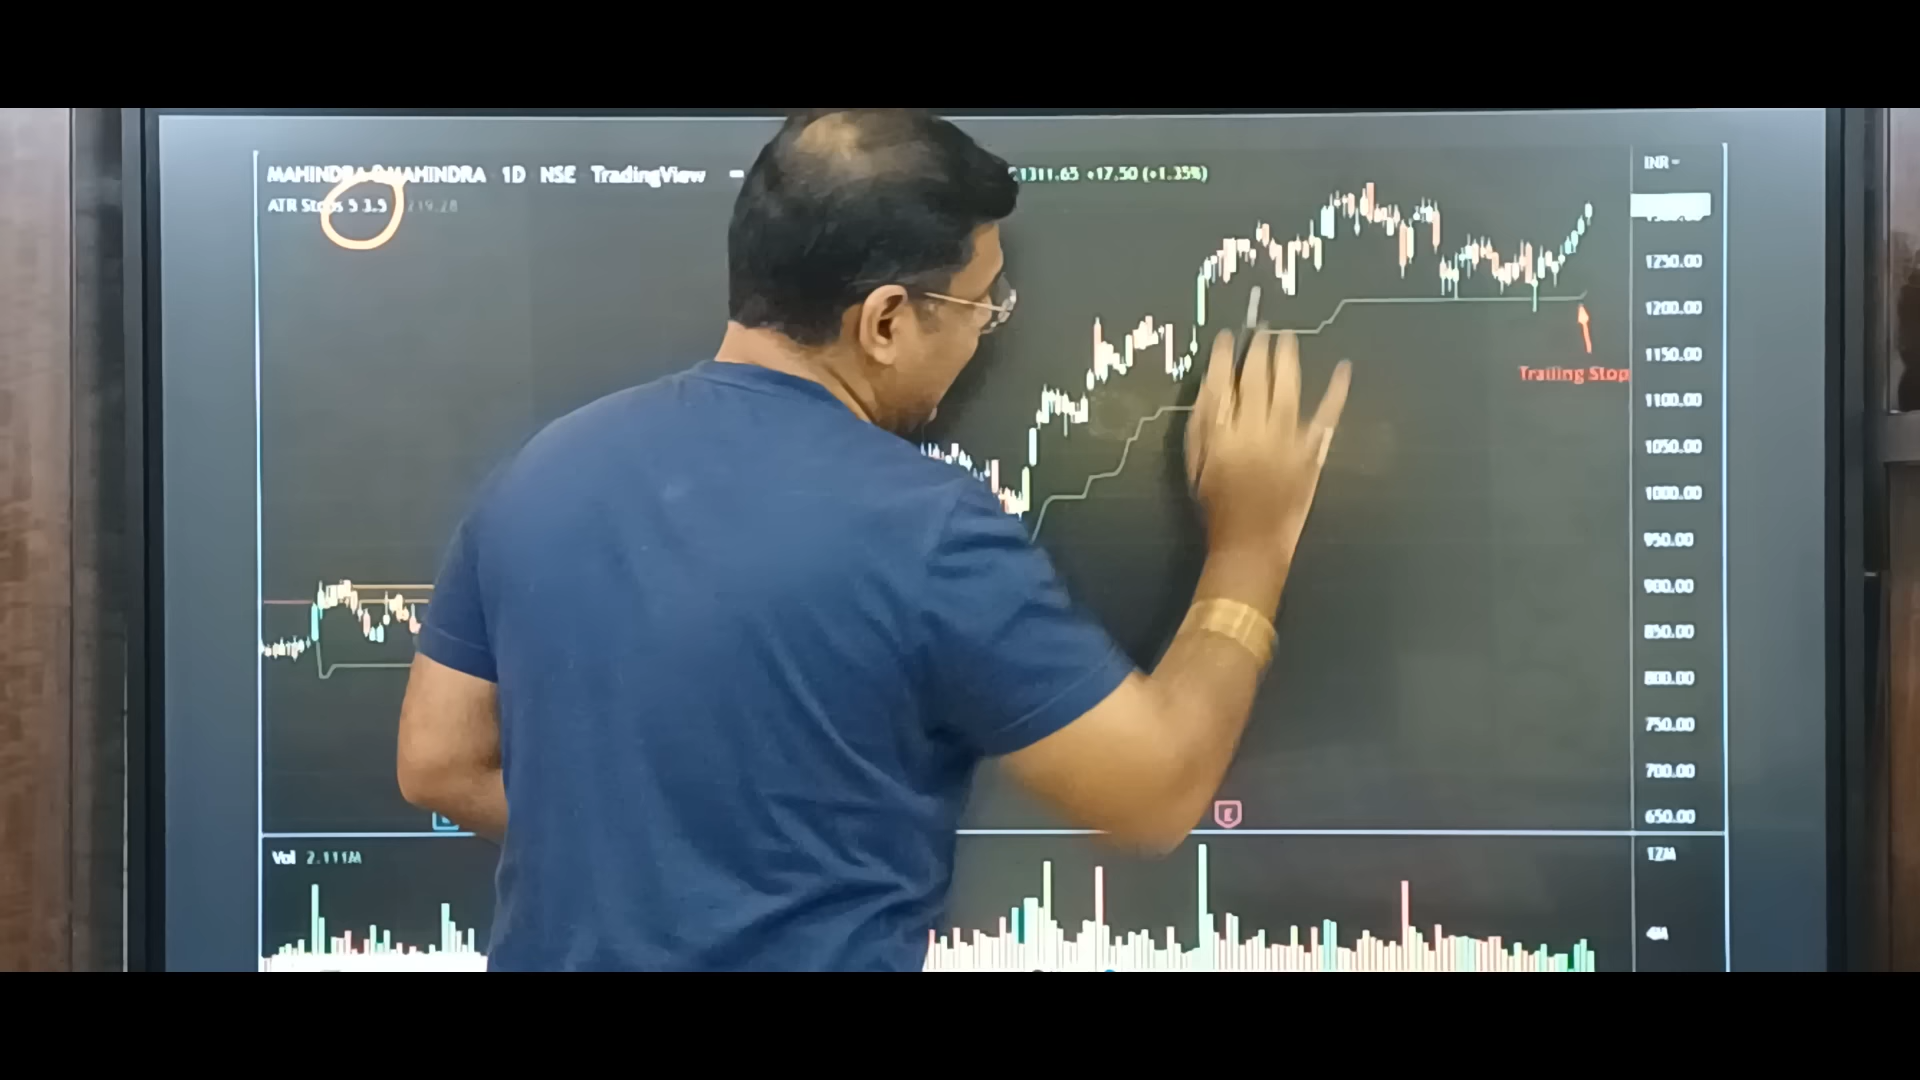 MAHINDRA & MAHINDRA 1D NSE TradingView
1311.65 +17.50 (+1.35%)
INR
ATR Stops 5 3.5 219.28
1250.00
1200.00
1150.00
Trailing Stop
1100.00
1050.00
1000.00
950.00
900.00
850.00
800.00
750.00
700.00
E
650.00
Vol 2.111M
12M
4M